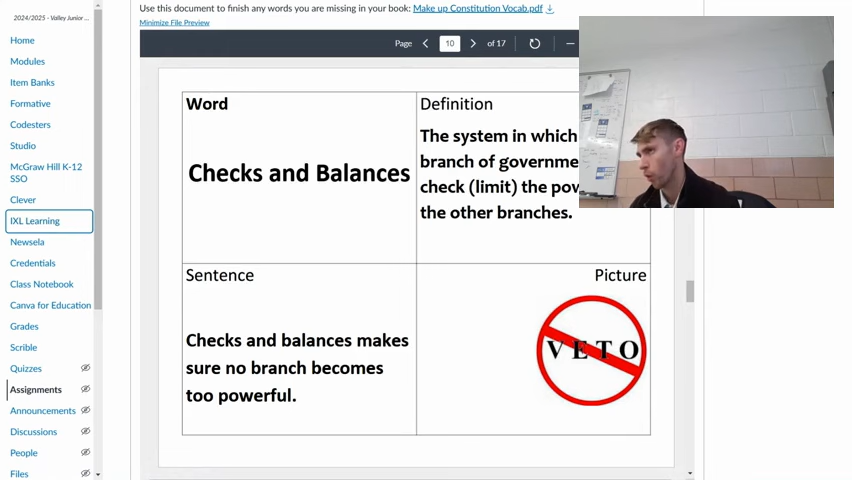 Use this document to finish any words you are missing in your book: Make up Constitution Vocab.pdf
Minimize File Preview
2024/2025 - Valley Junior ...
Home
Modules
Item Banks
Formative
Codesters
Studio
McGraw Hill K-12
SSO
Clever
IXL Learning
Newsela
Credentials
Class Notebook
Canva for Education
Grades
Scrible
Quizzes
Assignments
Announcements
Discussions
People
Files
Page 10 of 17
Word
Checks and Balances
Definition
The system in which
branch of governme
check (limit) the pow
the other branches.
Sentence
Checks and balances makes
sure no branch becomes
too powerful.
Picture
VETO